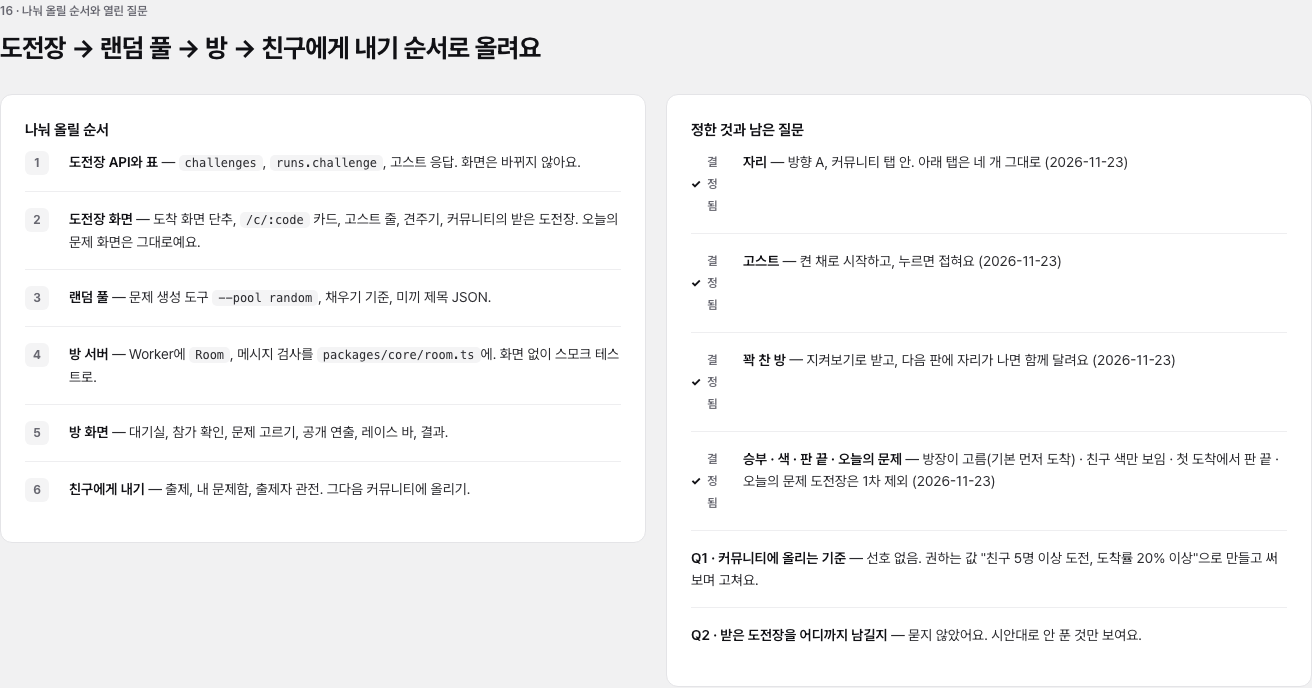 16 · 나눠 올릴 순서와 열린 질문
도전장 → 랜덤 풀 → 방 → 친구에게 내기 순서로 올려요
나눠 올릴 순서
1 도전장 API와 표 — challenges, runs.challenge, 고스트 응답. 화면은 바뀌지 않아요.
2 도전장 화면 — 도착 화면 단추, /c/:code 카드, 고스트 줄, 견주기, 커뮤니티의 받은 도전장. 오늘의
문제 화면은 그대로예요.
3 랜덤 풀 — 문제 생성 도구 --pool random, 채우기 기준, 미끼 제목 JSON.
4 방 서버 — Worker에 Room, 메시지 검사를 packages/core/room.ts에. 화면 없이 스모크 테스
트로.
5 방 화면 — 대기실, 참가 확인, 문제 고르기, 공개 연출, 레이스 바, 결과.
6 친구에게 내기 — 출제, 내 문제함, 출제자 관전. 그다음 커뮤니티에 올리기.
정한 것과 남은 질문
✓ 결정됨 자리 — 방향 A, 커뮤니티 탭 안. 아래 탭은 네 개 그대로 (2026-11-23)
✓ 결정됨 고스트 — 켠 채로 시작하고, 누르면 접혀요 (2026-11-23)
✓ 결정됨 꽉 찬 방 — 지켜보기로 받고, 다음 판에 자리가 나면 함께 달려요 (2026-11-23)
✓ 결정됨 승부 · 색 · 판 끝 · 오늘의 문제 — 방장이 고름(기본 먼저 도착) · 친구 색만 보임 · 첫 도착에서 판 끝 ·
오늘의 문제 도전장은 1차 제외 (2026-11-23)
Q1 · 커뮤니티에 올리는 기준 — 선호 없음. 권하는 값 "친구 5명 이상 도전, 도착률 20% 이상"으로 만들고 써
보며 고쳐요.
Q2 · 받은 도전장을 어디까지 남길지 — 묻지 않았어요. 시안대로 안 푼 것만 보여요.